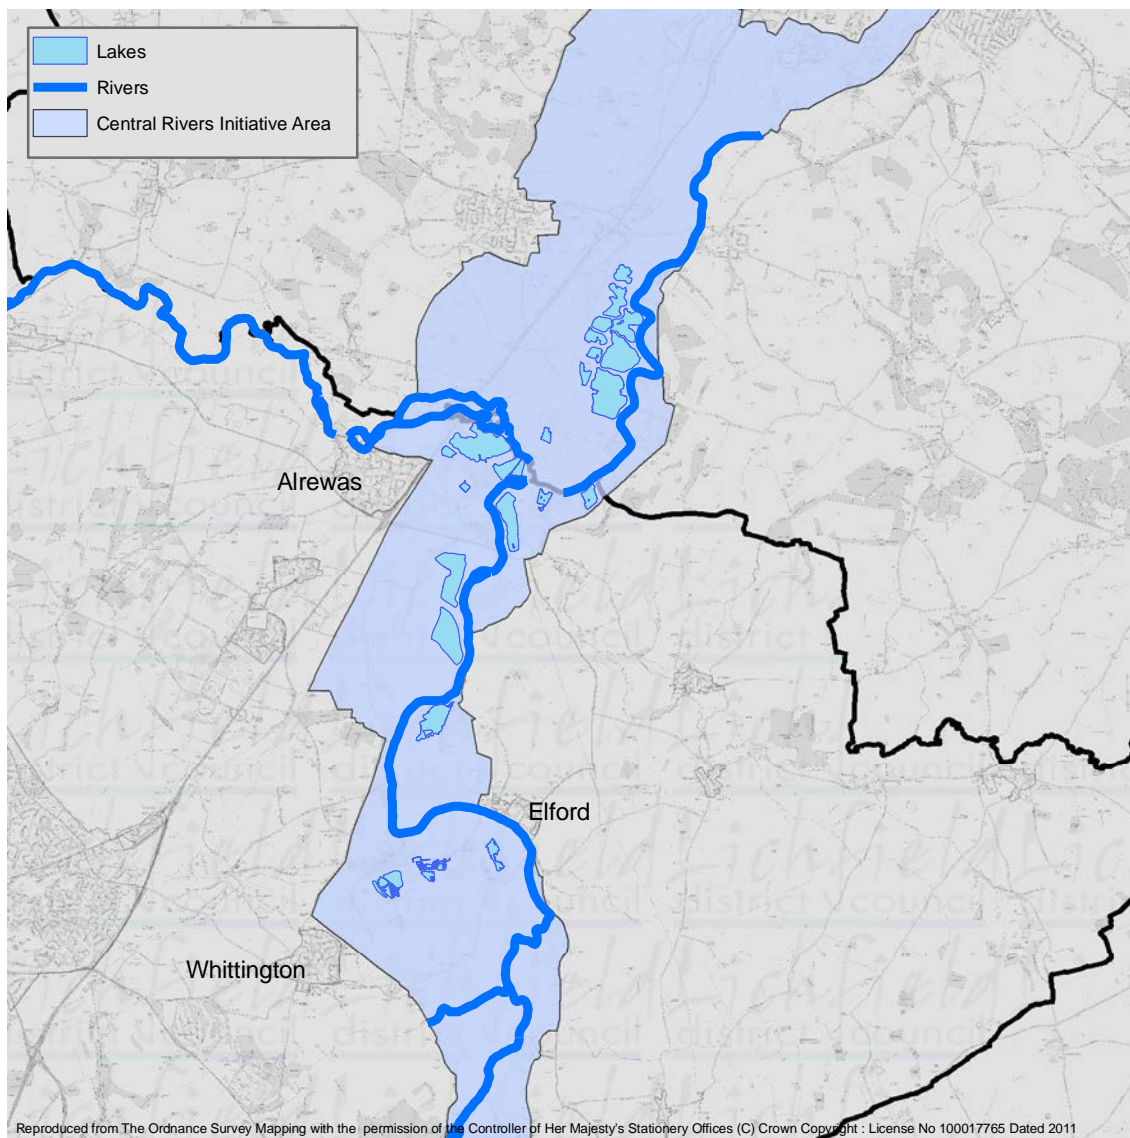 Lakes
Rivers
Central Rivers Initiative Area
Alrewas
Elford
Whittington
Reproduced from The Ordnance Survey Mapping with the permission of the Controller of Her Majesty's Stationery Offices (C) Crown Copyright : License No 100017765 Dated 2011